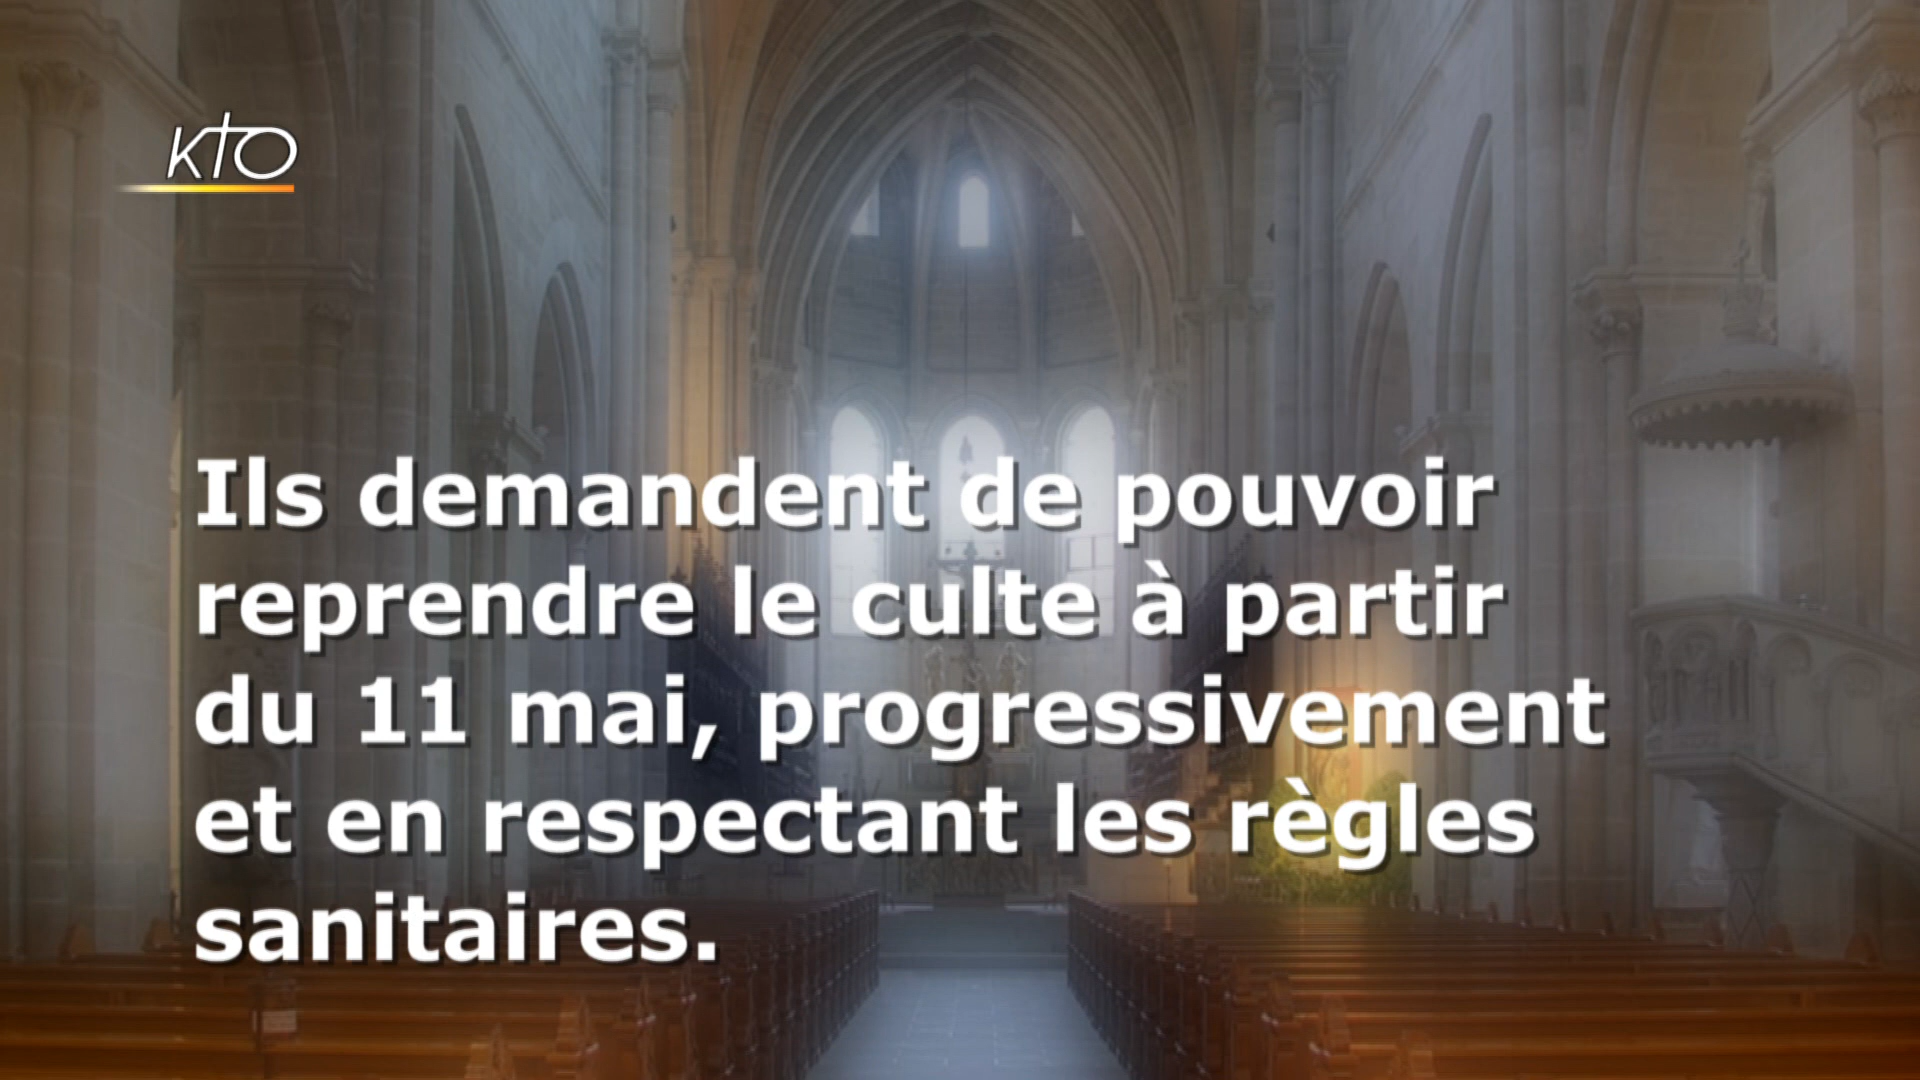 KTO
Ils demandent de pouvoir
reprendre le culte à partir
du 11 mai, progressivement
et en respectant les règles
sanitaires.